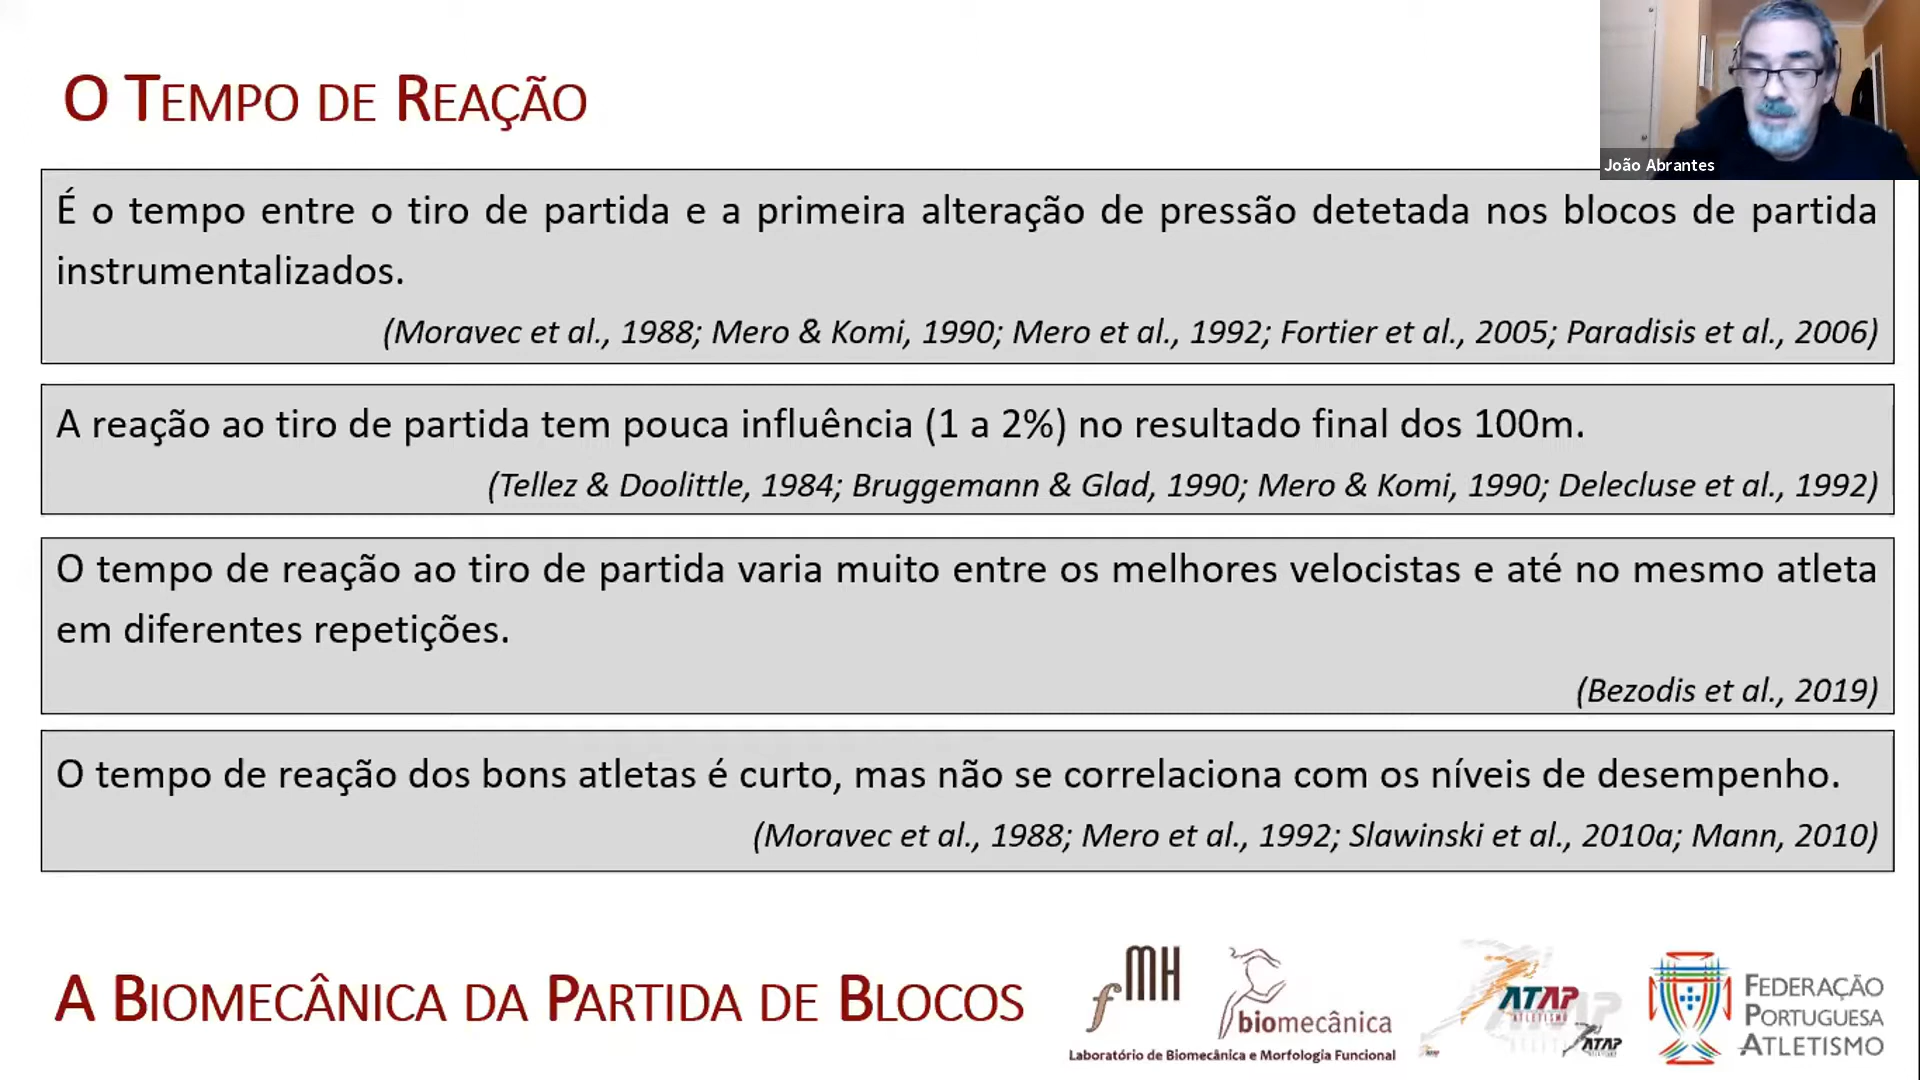 O TEMPO DE REAÇÃO
João Abrantes
É o tempo entre o tiro de partida e a primeira alteração de pressão detetada nos blocos de partida
instrumentalizados.
(Moravec et al., 1988; Mero & Komi, 1990; Mero et al., 1992; Fortier et al., 2005; Paradisis et al., 2006)
A reação ao tiro de partida tem pouca influência (1 a 2%) no resultado final dos 100m.
(Tellez & Doolittle, 1984; Bruggemann & Glad, 1990; Mero & Komi, 1990; Delecluse et al., 1992)
O tempo de reação ao tiro de partida varia muito entre os melhores velocistas e até no mesmo atleta
em diferentes repetições.
(Bezodis et al., 2019)
O tempo de reação dos bons atletas é curto, mas não se correlaciona com os níveis de desempenho.
(Moravec et al., 1988; Mero et al., 1992; Slawinski et al., 2010a; Mann, 2010)
A BIOMECÂNICA DA PARTIDA DE BLOCOS
fMH
biomecânica
Laboratório de Biomecânica e Morfologia Funcional
ATAP
ATLETISMO
ATAP
FEDERAÇÃO
PORTUGUESA
ATLETISMO